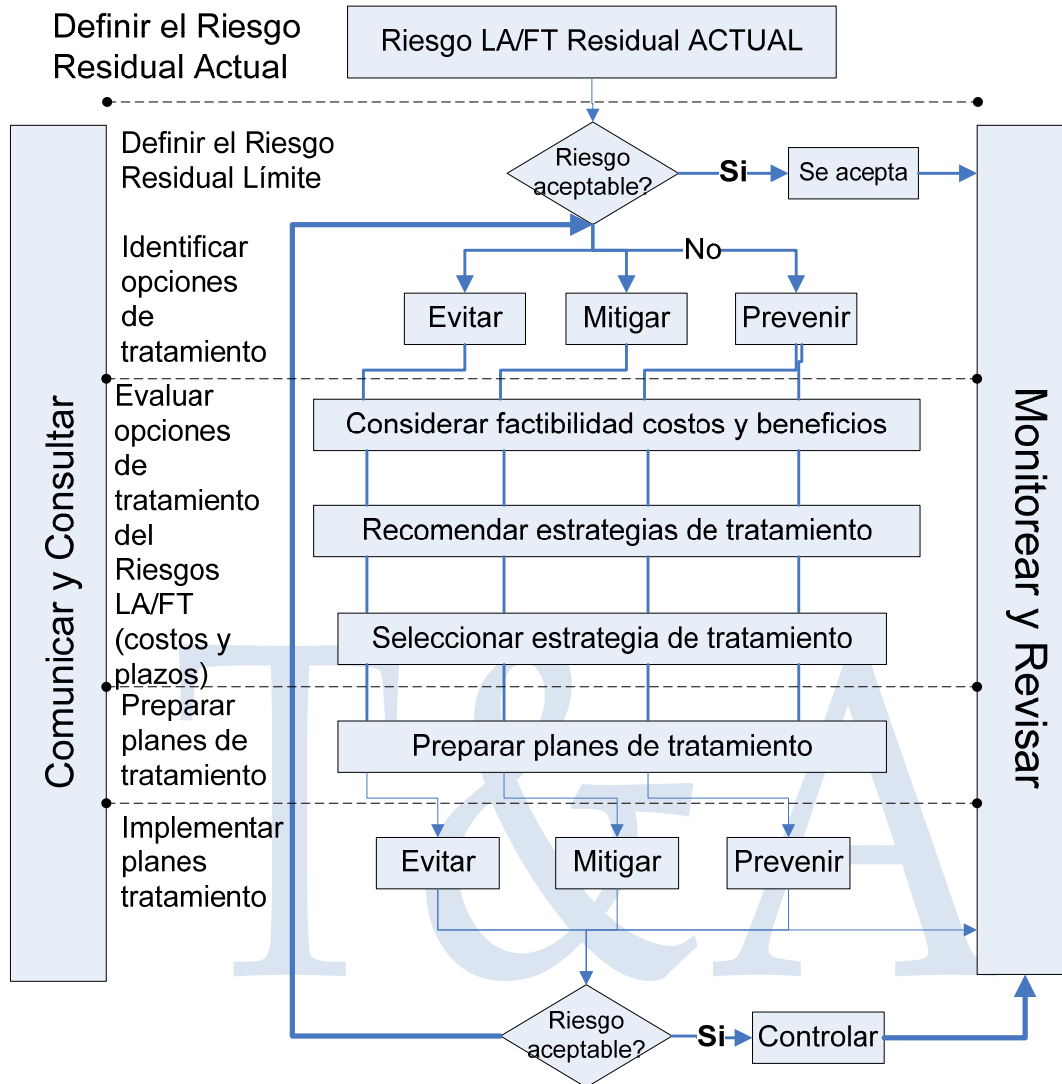 Definir el Riesgo
Residual Actual
Riesgo LA/FT Residual ACTUAL
Definir el Riesgo
Residual Límite
Riesgo
aceptable?
Si
Se acepta
Identificar
opciones
de
tratamiento
No
Evitar
Mitigar
Prevenir
Evaluar
opciones
de
tratamiento
del
Riesgos
LA/FT
(costos y
plazos)
Considerar factibilidad costos y beneficios
Recomendar estrategias de tratamiento
Seleccionar estrategia de tratamiento
Preparar
planes de
tratamiento
Preparar planes de tratamiento
Implementar
planes
tratamiento
Evitar
Mitigar
Prevenir
Riesgo
aceptable?
Si
Controlar
Comunicar y Consultar
Monitorear y Revisar
T&A